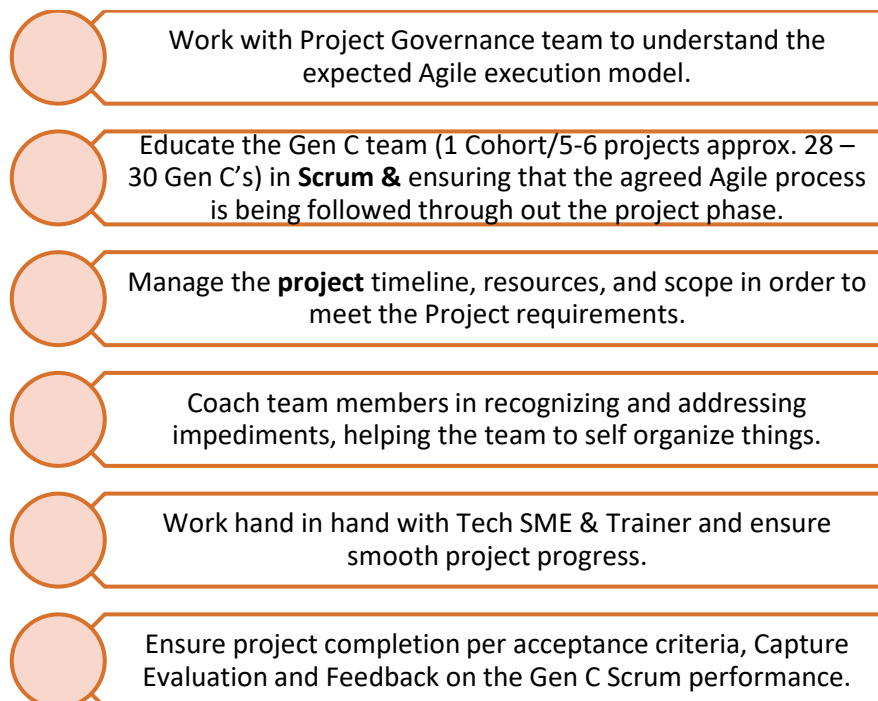 Work with Project Governance team to understand the
expected Agile execution model.
Educate the Gen C team (1 Cohort/5-6 projects approx. 28 –
30 Gen C’s) in Scrum & ensuring that the agreed Agile process
is being followed through out the project phase.
Manage the project timeline, resources, and scope in order to
meet the Project requirements.
Coach team members in recognizing and addressing
impediments, helping the team to self organize things.
Work hand in hand with Tech SME & Trainer and ensure
smooth project progress.
Ensure project completion per acceptance criteria, Capture
Evaluation and Feedback on the Gen C Scrum performance.